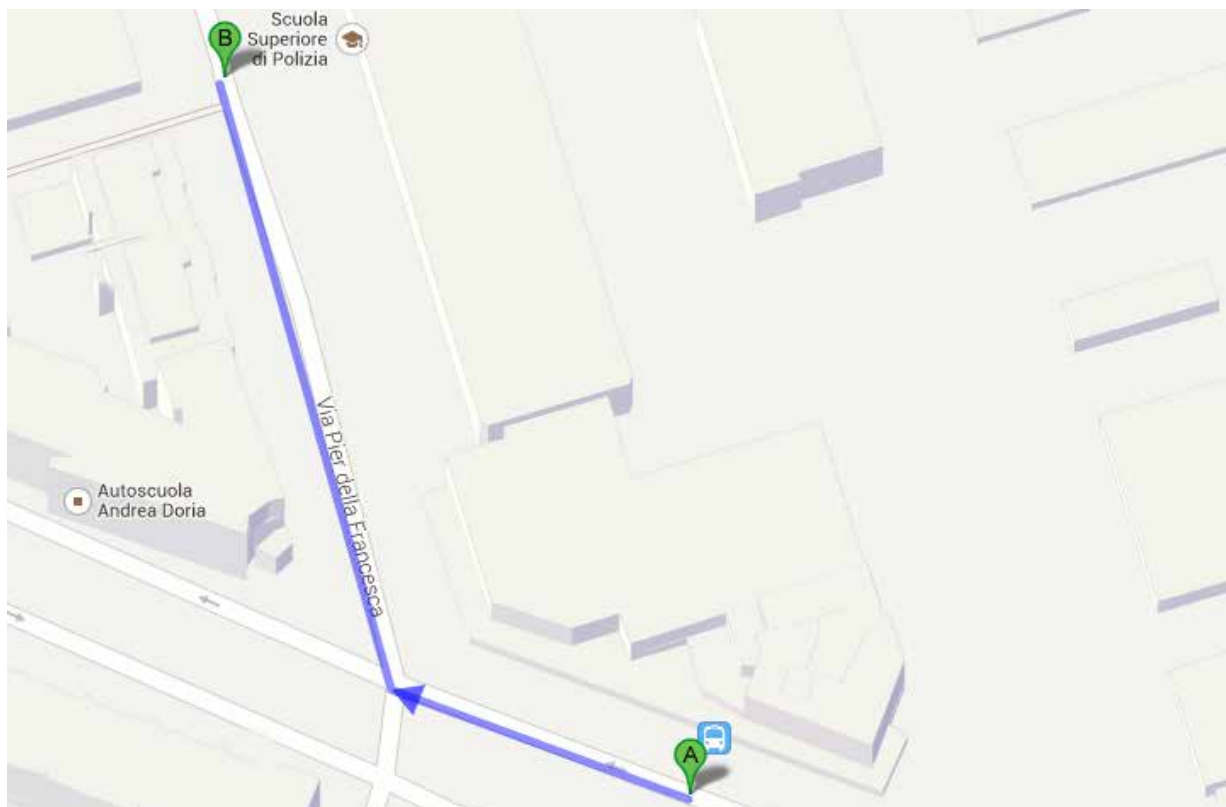 B
Scuola
Superiore
di Polizia
Via Pier della Francesca
Autoscuola
Andrea Doria
A